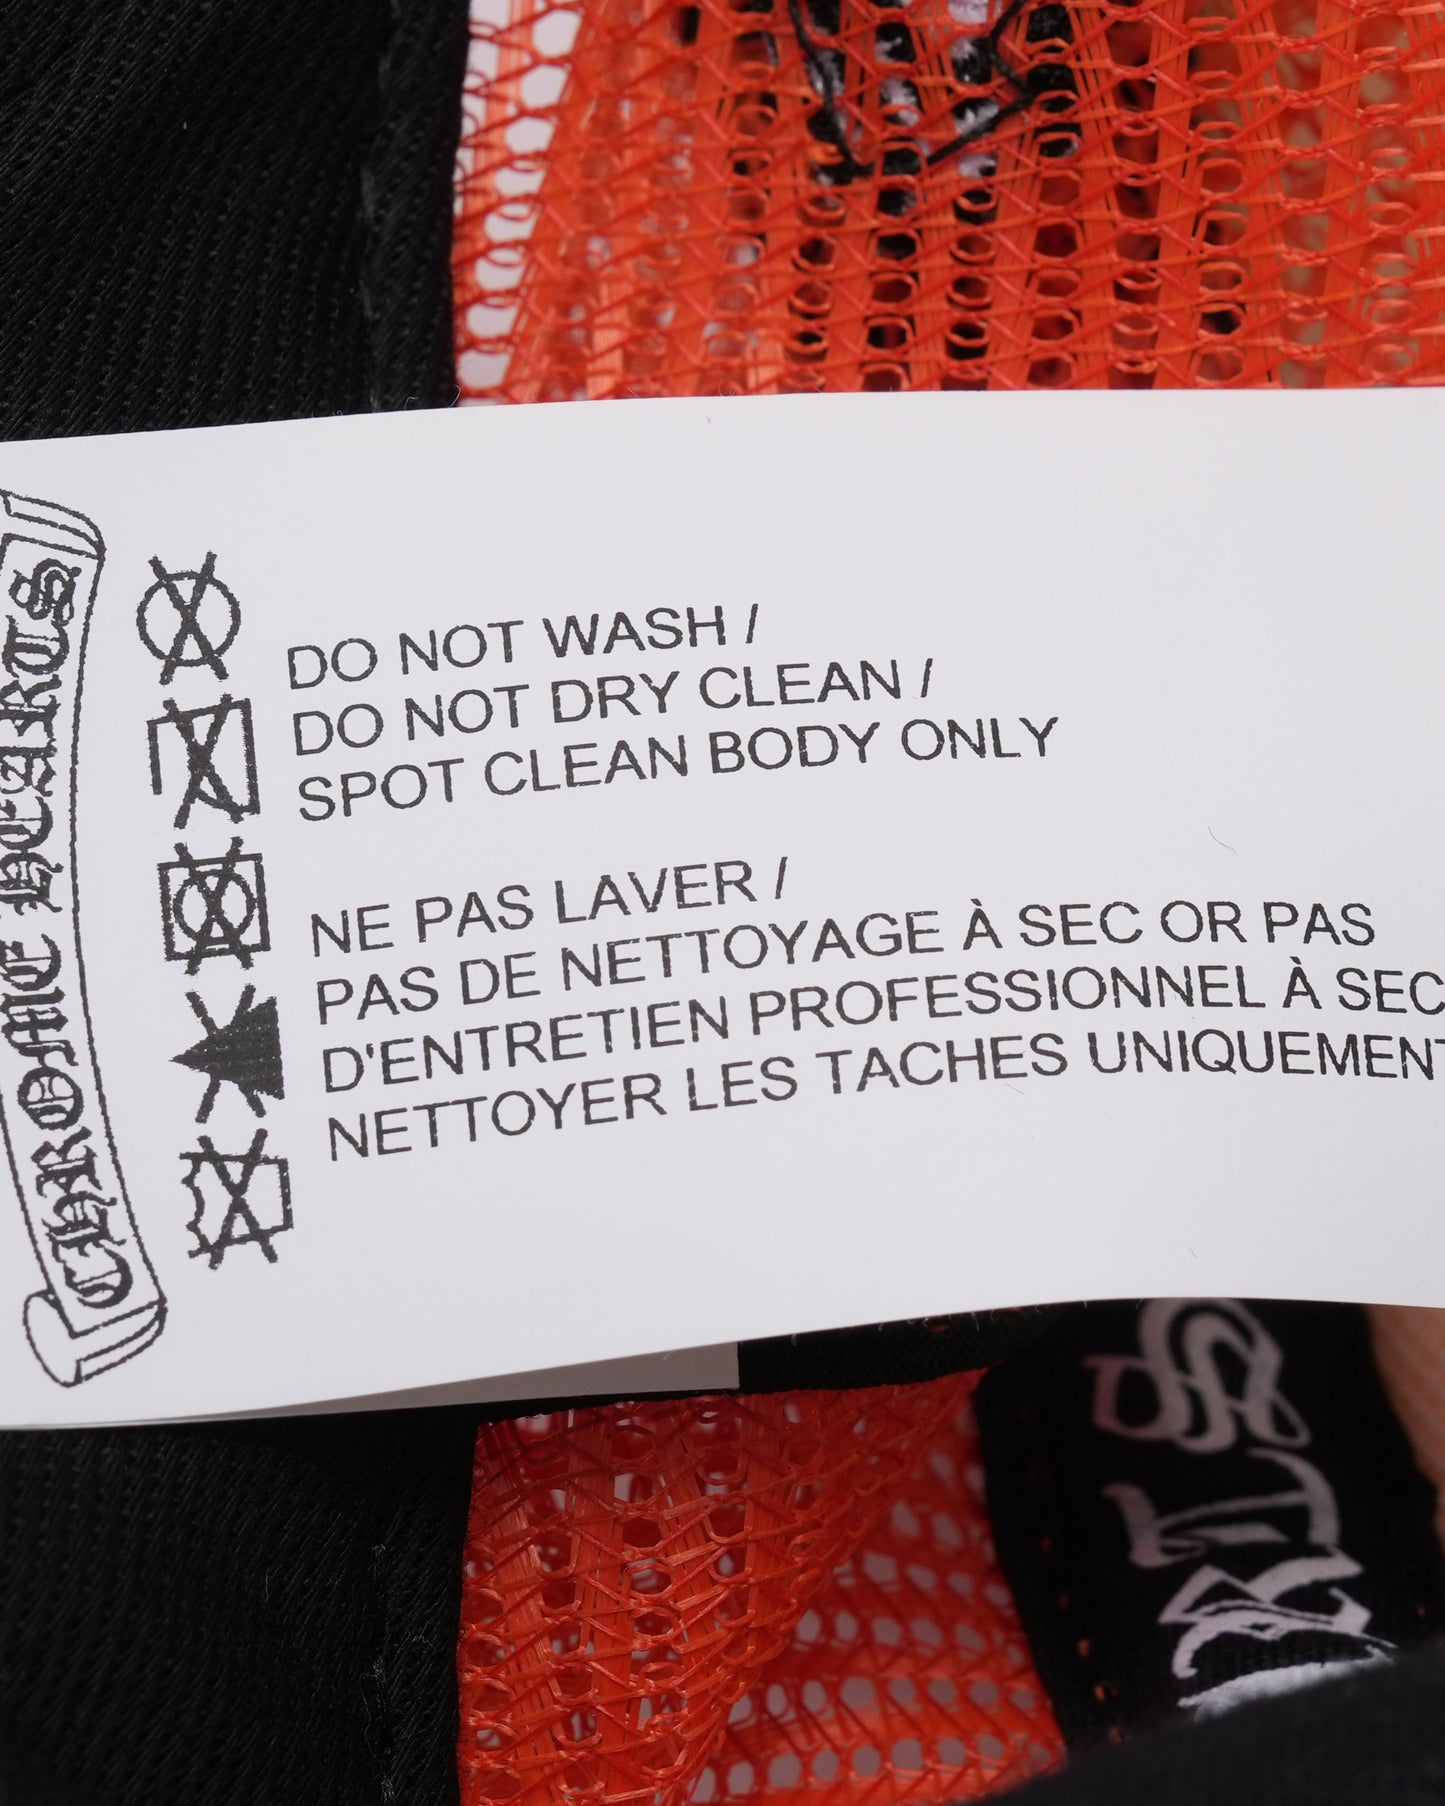 CHROME HEARTS
DO NOT WASH /
DO NOT DRY CLEAN /
SPOT CLEAN BODY ONLY
NE PAS LAVER /
PAS DE NETTOYAGE À SEC OR PAS
D'ENTRETIEN PROFESSIONNEL À SEC
NETTOYER LES TACHES UNIQUEMENT
RTS